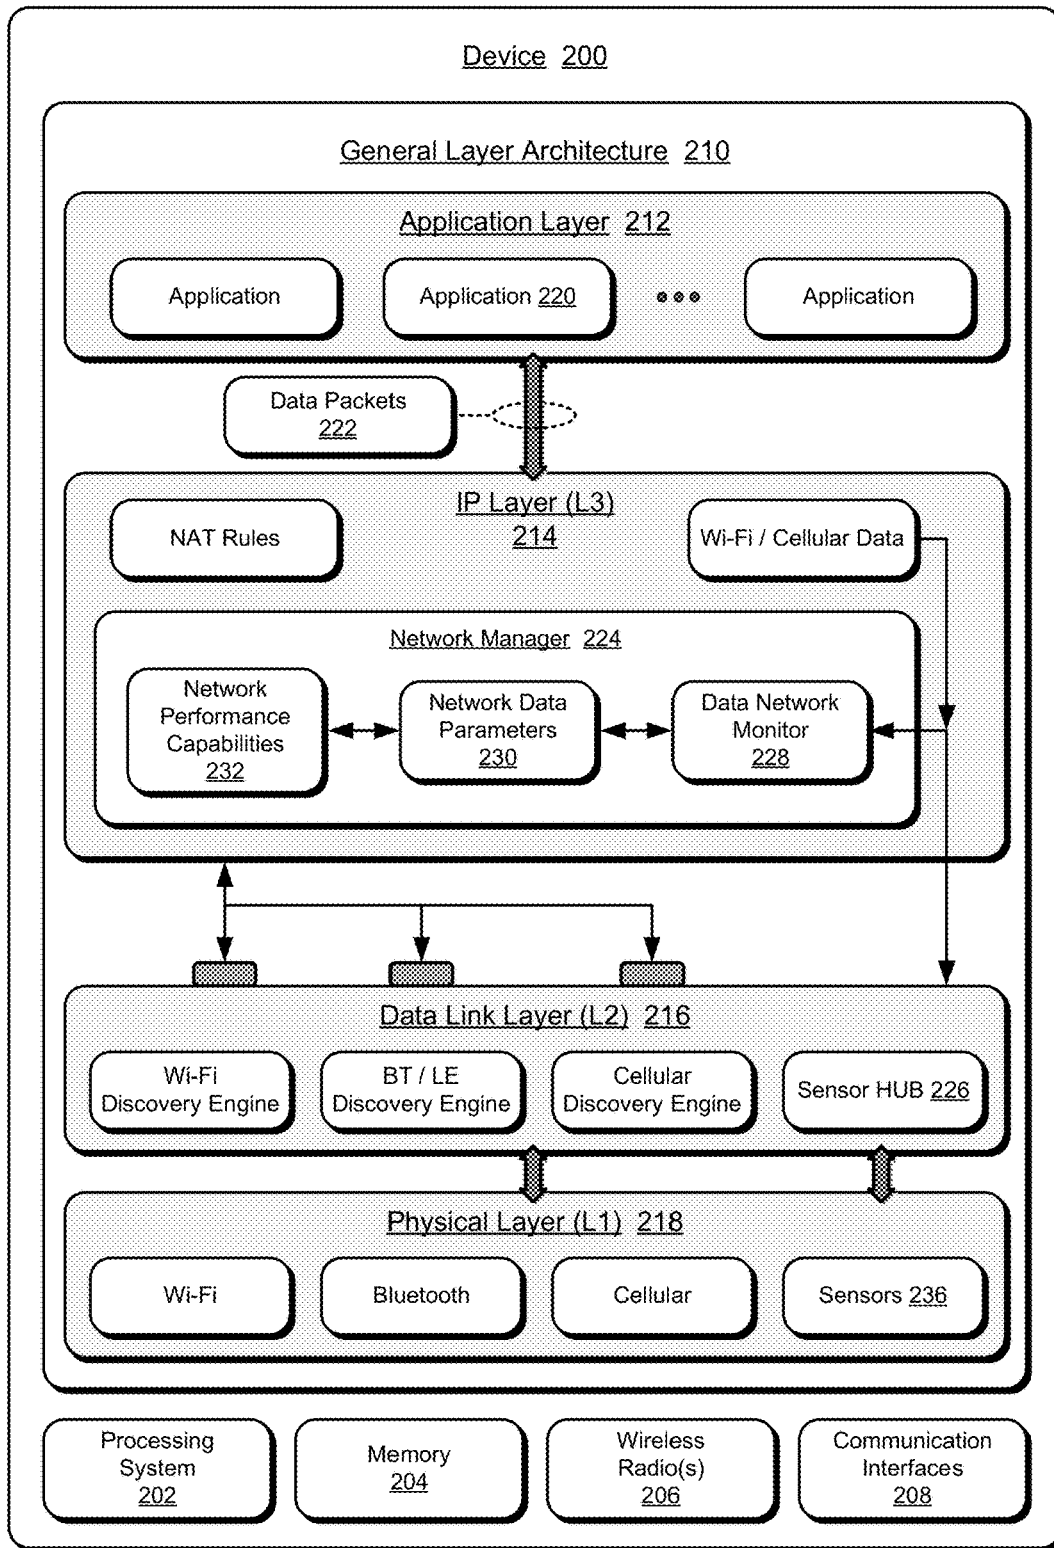 Device 200
General Layer Architecture 210
Application Layer 212
Application
Application 220
Application
Data Packets
222
IP Layer (L3)
214
NAT Rules
Wi-Fi / Cellular Data
Network Manager 224
Network
Performance
Capabilities
232
Network Data
Parameters
230
Data Network
Monitor
228
Data Link Layer (L2) 216
Wi-Fi
Discovery Engine
BT / LE
Discovery Engine
Cellular
Discovery Engine
Sensor HUB 226
Physical Layer (L1) 218
Wi-Fi
Bluetooth
Cellular
Sensors 236
Processing
System
202
Memory
204
Wireless
Radio(s)
206
Communication
Interfaces
208